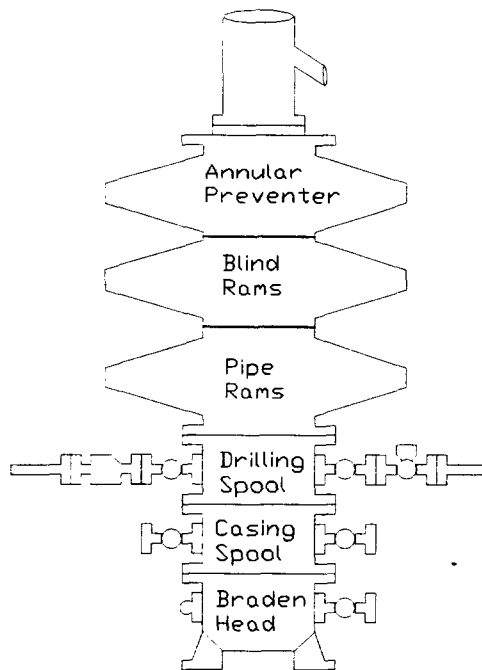 Annular
Preventer
Blind
Rams
Pipe
Rams
Drilling
Spool
Casing
Spool
Braden
Head